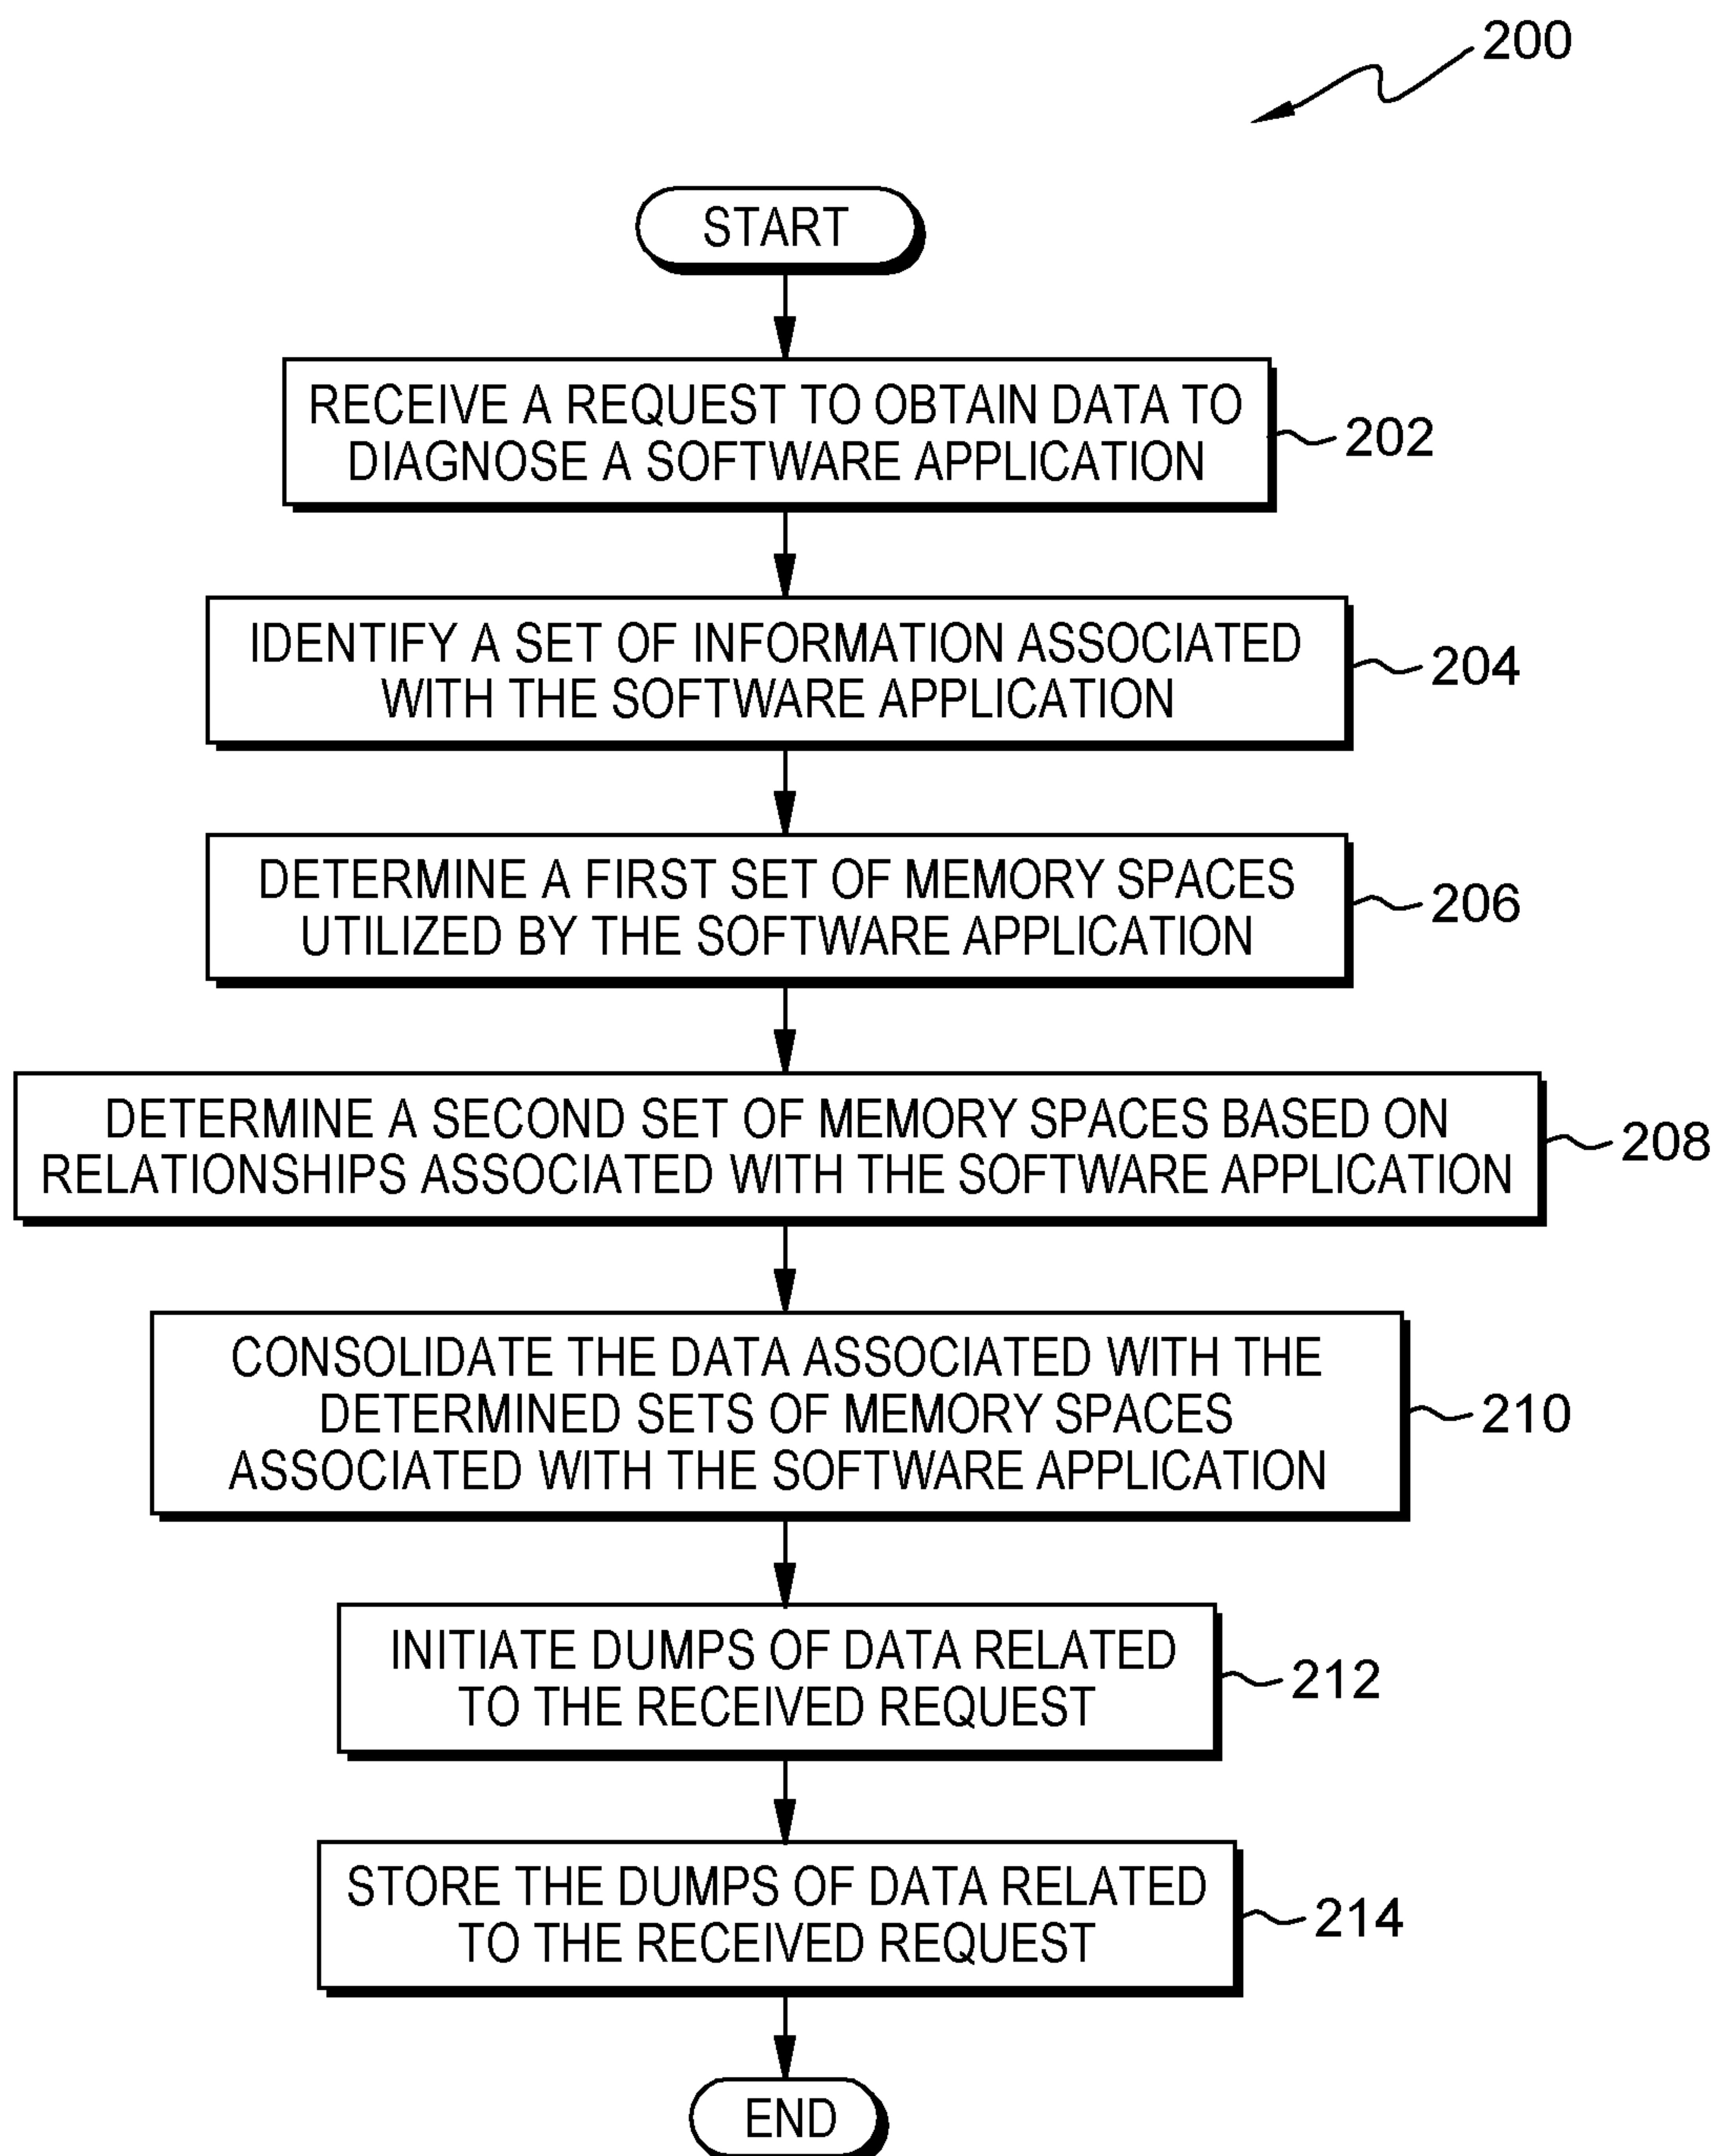 200
START
RECEIVE A REQUEST TO OBTAIN DATA TO
DIAGNOSE A SOFTWARE APPLICATION
202
IDENTIFY A SET OF INFORMATION ASSOCIATED
WITH THE SOFTWARE APPLICATION
204
DETERMINE A FIRST SET OF MEMORY SPACES
UTILIZED BY THE SOFTWARE APPLICATION
206
DETERMINE A SECOND SET OF MEMORY SPACES BASED ON
RELATIONSHIPS ASSOCIATED WITH THE SOFTWARE APPLICATION
208
CONSOLIDATE THE DATA ASSOCIATED WITH THE
DETERMINED SETS OF MEMORY SPACES
ASSOCIATED WITH THE SOFTWARE APPLICATION
210
INITIATE DUMPS OF DATA RELATED
TO THE RECEIVED REQUEST
212
STORE THE DUMPS OF DATA RELATED
TO THE RECEIVED REQUEST
214
END